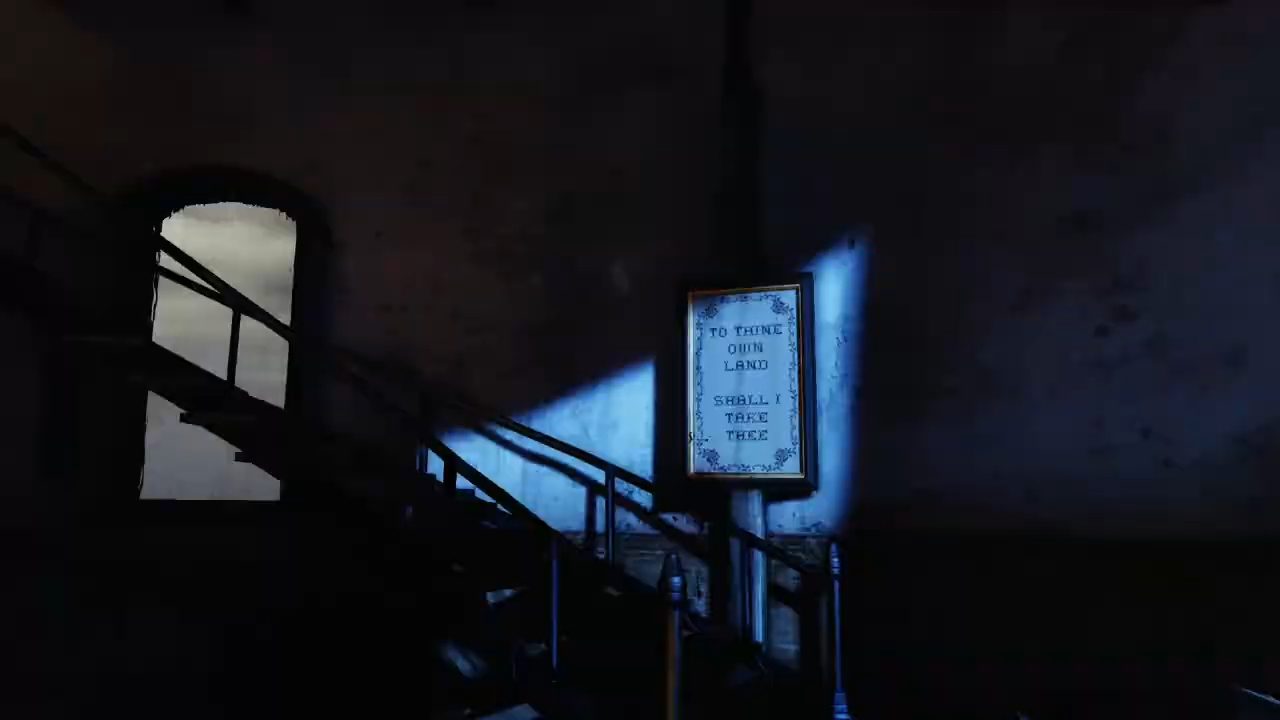 TO THINE
OWN
LAND
SHALL I
TAKE
THEE